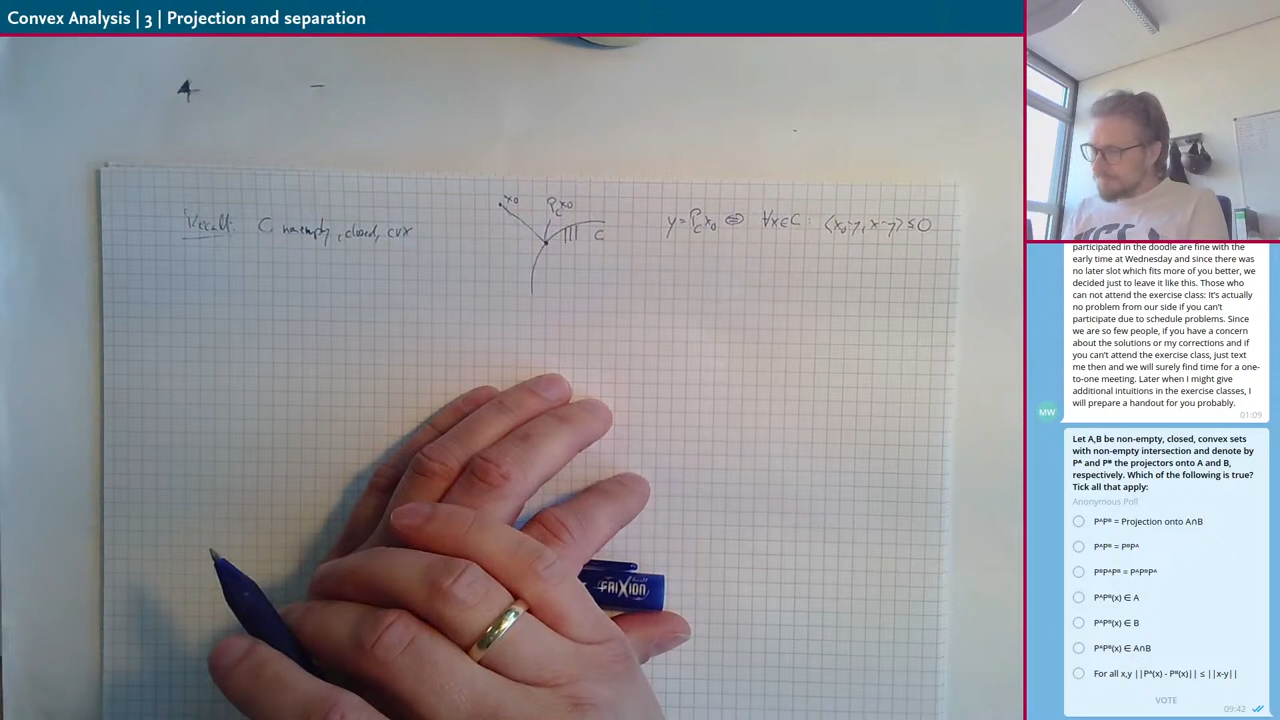 Convex Analysis | 3 | Projection and separation
Recall: C nonempty, closed, cvx
x₀
P_C x₀
C
y = P_C x₀ ⇔ ∀x∈C: ⟨x₀-y, x-y⟩ ≤ 0
FRIXION
participated in the doodle are fine with the
early time at Wednesday and since there was
no later slot which fits more of you better, we
decided just to leave it like this. Those who
can not attend the exercise class: It's actually
no problem from our side if you can't
participate due to schedule problems. Since
we are so few people, if you have a concern
about the solutions or my corrections and if
you can't attend the exercise class, just text
me then and we will surely find time for a one-
to-one meeting. Later when I might give
additional intuitions in the exercise classes, I
will prepare a handout for you probably.
01:09
MW
Let A,B be non-empty, closed, convex sets
with non-empty intersection and denote by
Pᴬ and Pᴮ the projectors onto A and B,
respectively. Which of the following is true?
Tick all that apply:
Anonymous Poll
PᴬPᴮ = Projection onto A∩B
PᴬPᴮ = PᴮPᴬ
PᴮPᴬPᴮ = PᴬPᴮPᴬ
PᴬPᴮ(x) ∈ A
PᴬPᴮ(x) ∈ B
PᴬPᴮ(x) ∈ A∩B
For all x,y ||Pᴬ(x) - Pᴮ(x)|| ≤ ||x-y||
VOTE
09:42